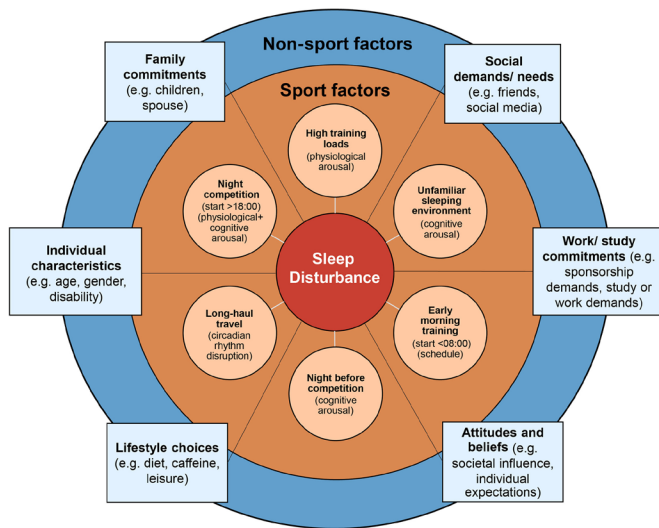 Non-sport factors
Sport factors
Family
commitments
(e.g. children,
spouse)
Social
demands/ needs
(e.g. friends,
social media)
High training
loads
(physiological
arousal)
Night
competition
(start >18:00)
(physiological+
cognitive
arousal)
Unfamiliar
sleeping
environment
(cognitive
arousal)
Individual
characteristics
(e.g. age, gender,
disability)
Sleep
Disturbance
Work/ study
commitments (e.g.
sponsorship
demands, study or
work demands)
Long-haul
travel
(circadian
rhythm
disruption)
Early
morning
training
(start <08:00)
(schedule)
Night before
competition
(cognitive
arousal)
Lifestyle choices
(e.g. diet, caffeine,
leisure)
Attitudes and
beliefs (e.g.
societal influence,
individual
expectations)